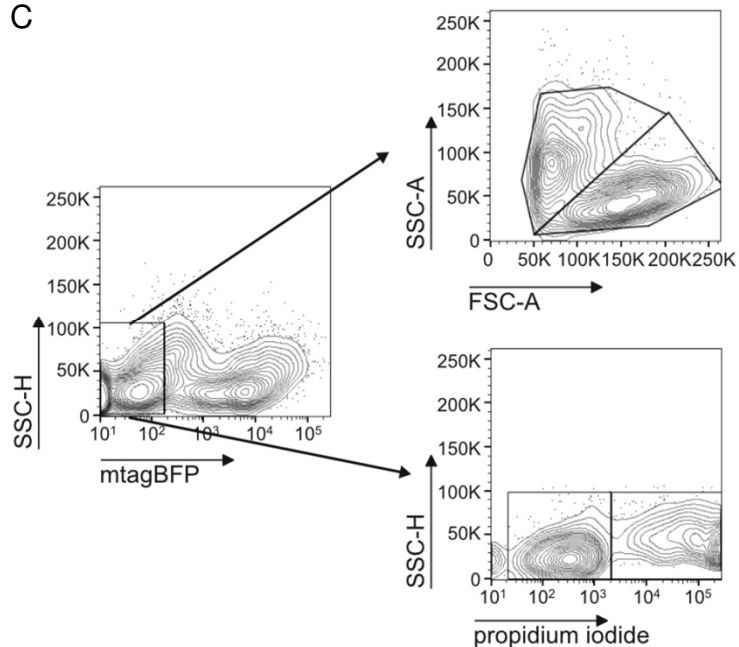 C
250K
200K
150K
100K
50K
0
SSC-A
0 50K 100K 150K 200K 250K
FSC-A
250K
200K
150K
100K
50K
0
SSC-H
10¹ 10² 10³ 10⁴ 10⁵
mtagBFP
250K
200K
150K
100K
50K
0
SSC-H
10¹ 10² 10³ 10⁴ 10⁵
propidium iodide